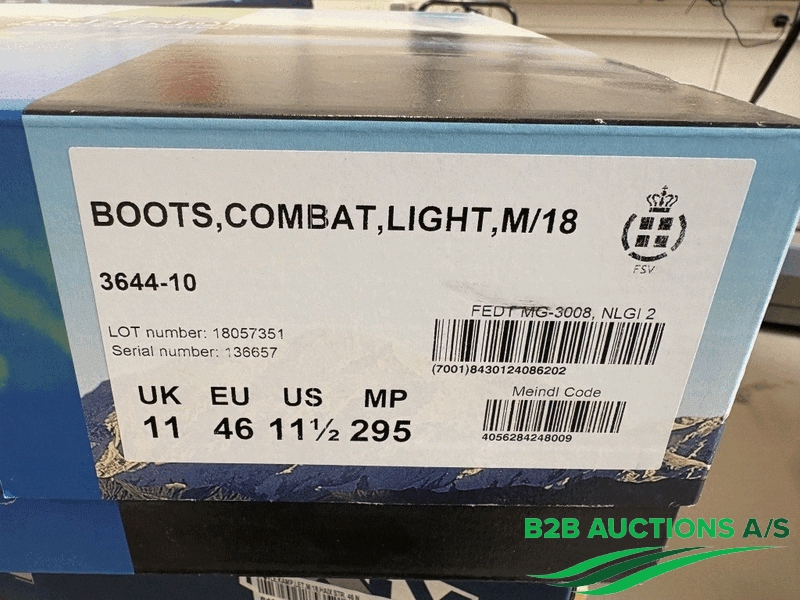 BOOTS,COMBAT,LIGHT,M/18
FSV
3644-10
FEDT MG-3008, NLGI 2
LOT number: 18057351
Serial number: 136657
(7001)8430124086202
UK EU US MP
11 46 11½ 295
Meindl Code
4056284248009
B2B AUCTIONS A/S